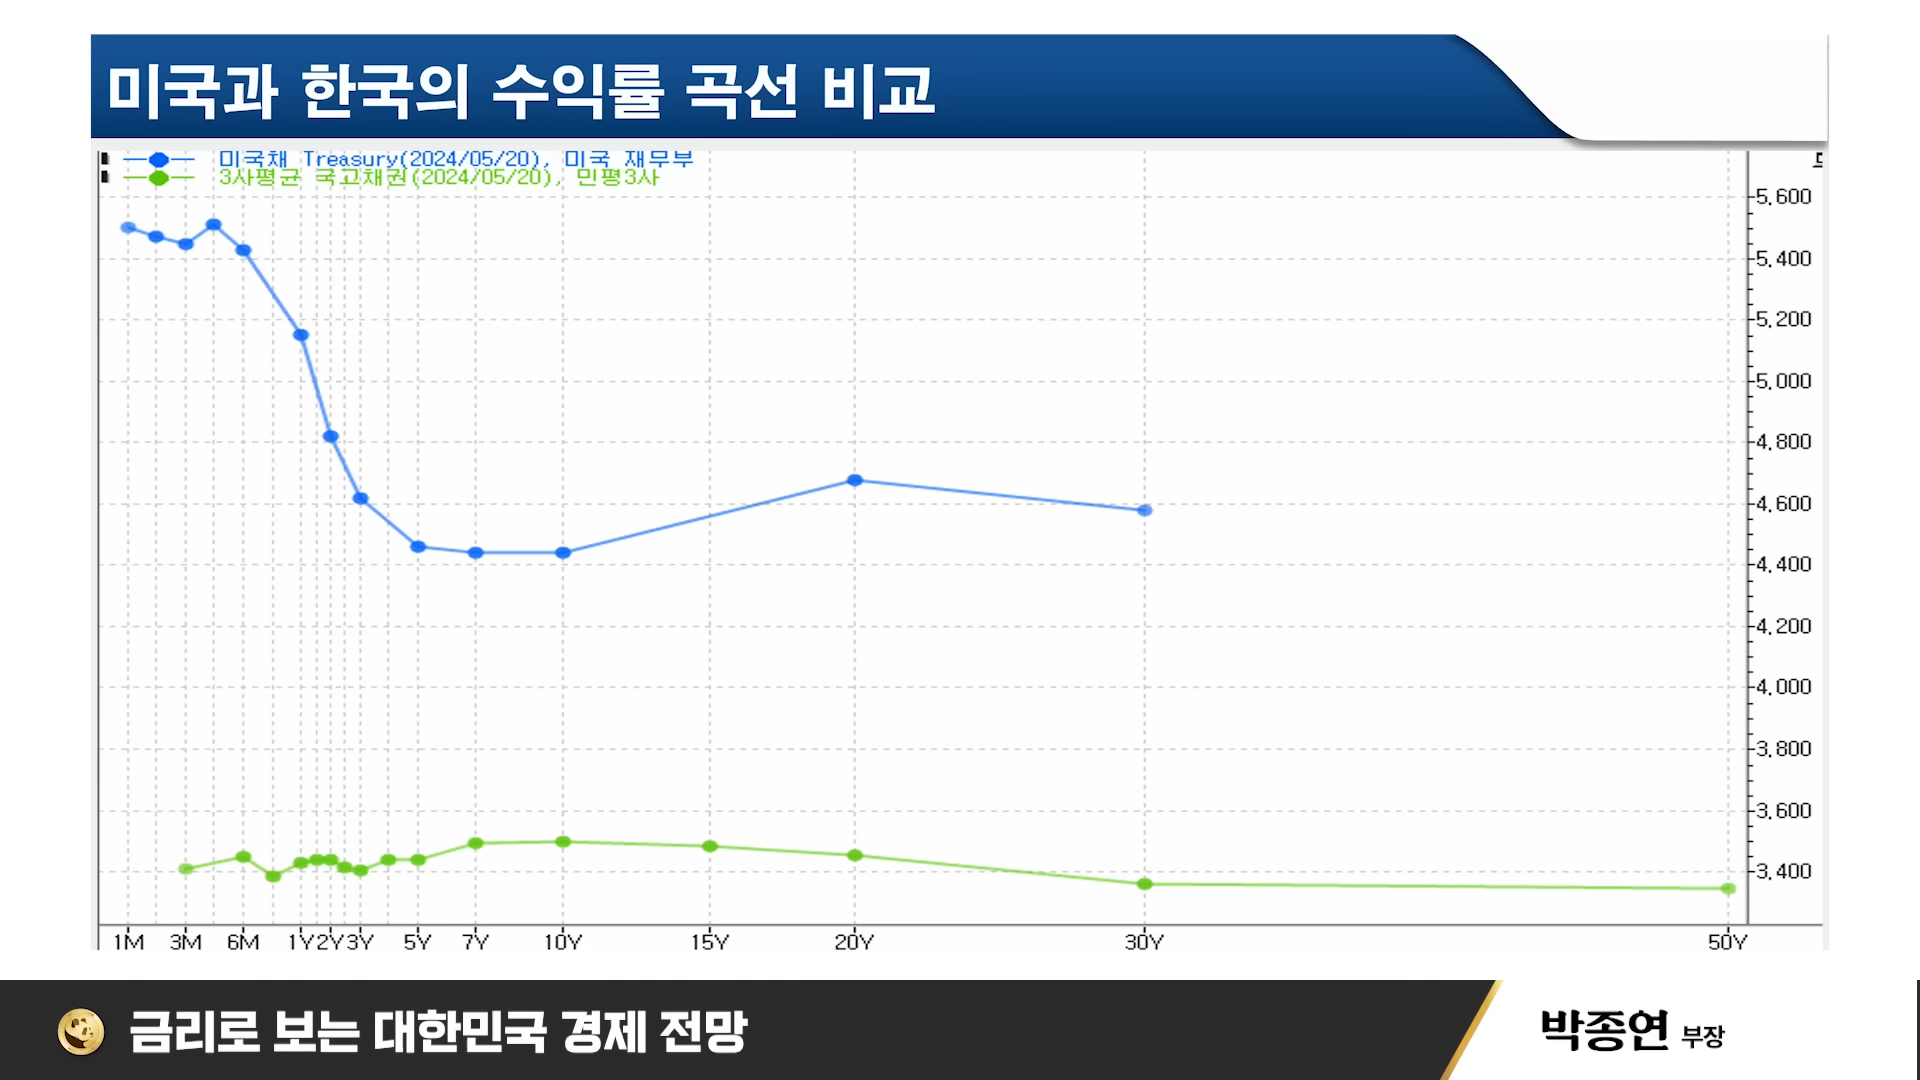 미국과 한국의 수익률 곡선 비교
미국채 Treasury(2024/05/20), 미국 재무부
3사평균 국고채권(2024/05/20), 민평3사
5,600
5,400
5,200
5,000
4,800
4,600
4,400
4,200
4,000
3,800
3,600
3,400
1M 3M 6M 1Y 2Y 3Y 5Y 7Y 10Y 15Y 20Y 30Y 50Y
금리로 보는 대한민국 경제 전망
박종연 부장